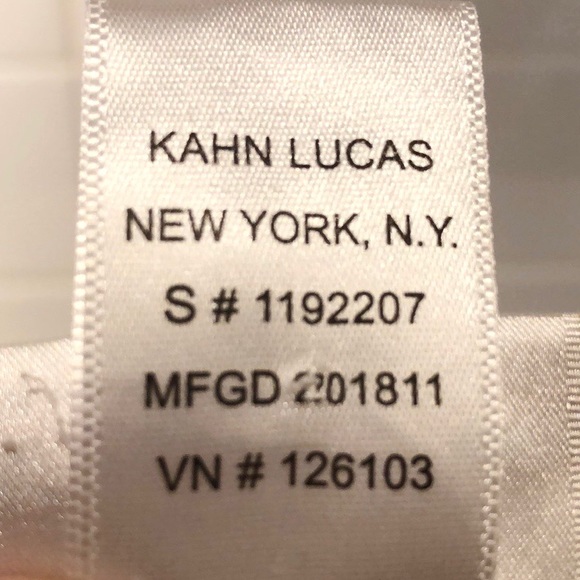 KAHN LUCAS
NEW YORK, N.Y.
S # 1192207
MFGD 201811
VN # 126103